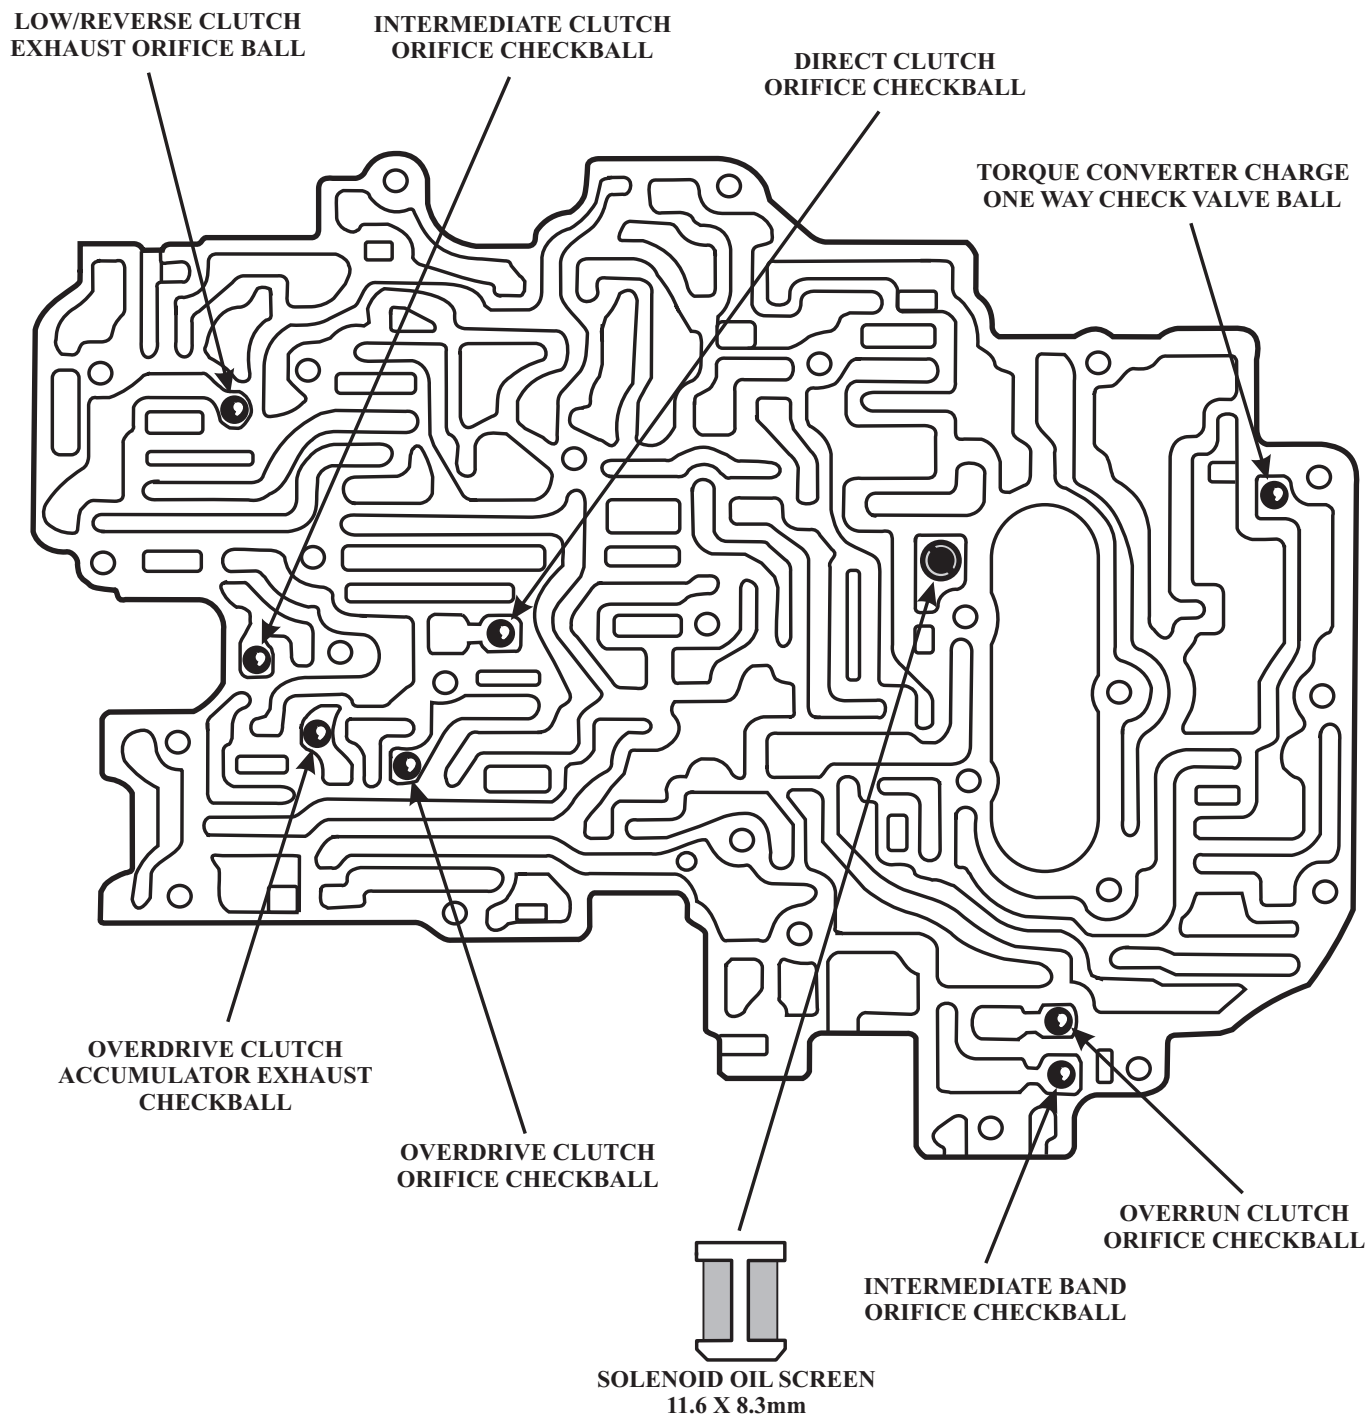 LOW/REVERSE CLUTCH
EXHAUST ORIFICE BALL
INTERMEDIATE CLUTCH
ORIFICE CHECKBALL
DIRECT CLUTCH
ORIFICE CHECKBALL
TORQUE CONVERTER CHARGE
ONE WAY CHECK VALVE BALL
OVERDRIVE CLUTCH
ACCUMULATOR EXHAUST
CHECKBALL
OVERDRIVE CLUTCH
ORIFICE CHECKBALL
OVERRUN CLUTCH
ORIFICE CHECKBALL
INTERMEDIATE BAND
ORIFICE CHECKBALL
SOLENOID OIL SCREEN
11.6 X 8.3mm